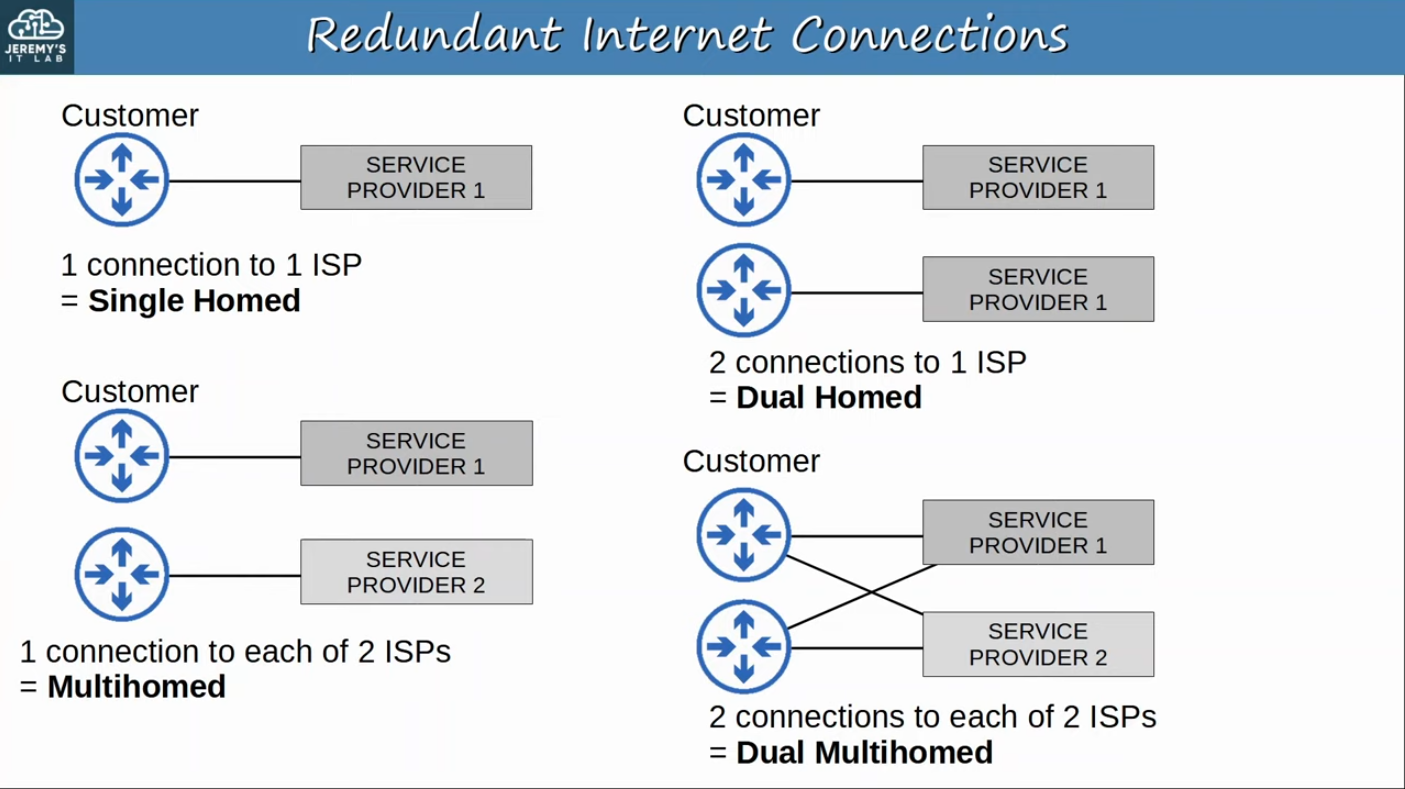 JEREMY'S
IT LAB
Redundant Internet Connections
Customer
SERVICE
PROVIDER 1
1 connection to 1 ISP
= Single Homed
Customer
SERVICE
PROVIDER 1
SERVICE
PROVIDER 1
2 connections to 1 ISP
= Dual Homed
Customer
SERVICE
PROVIDER 1
SERVICE
PROVIDER 2
1 connection to each of 2 ISPs
= Multihomed
Customer
SERVICE
PROVIDER 1
SERVICE
PROVIDER 2
2 connections to each of 2 ISPs
= Dual Multihomed